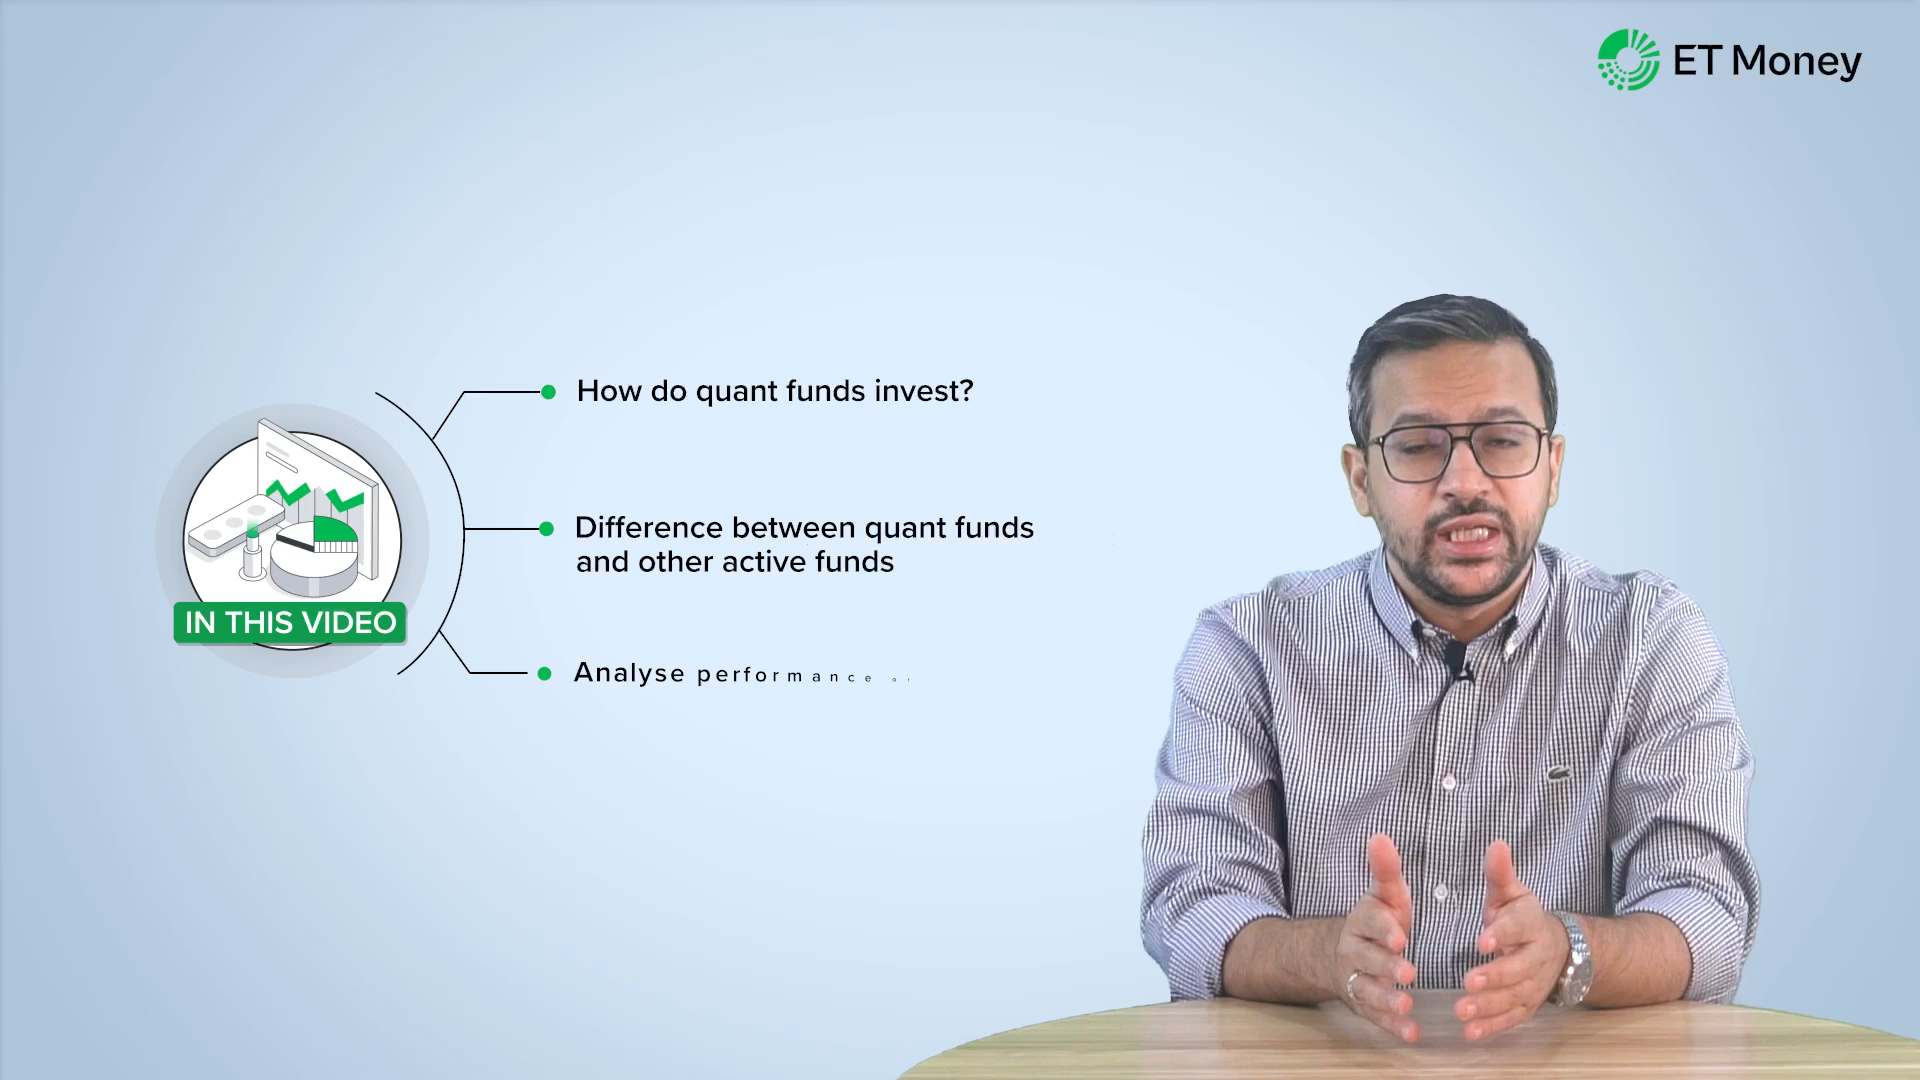 ET Money
How do quant funds invest?
Difference between quant funds
and other active funds
IN THIS VIDEO
Analyse performance